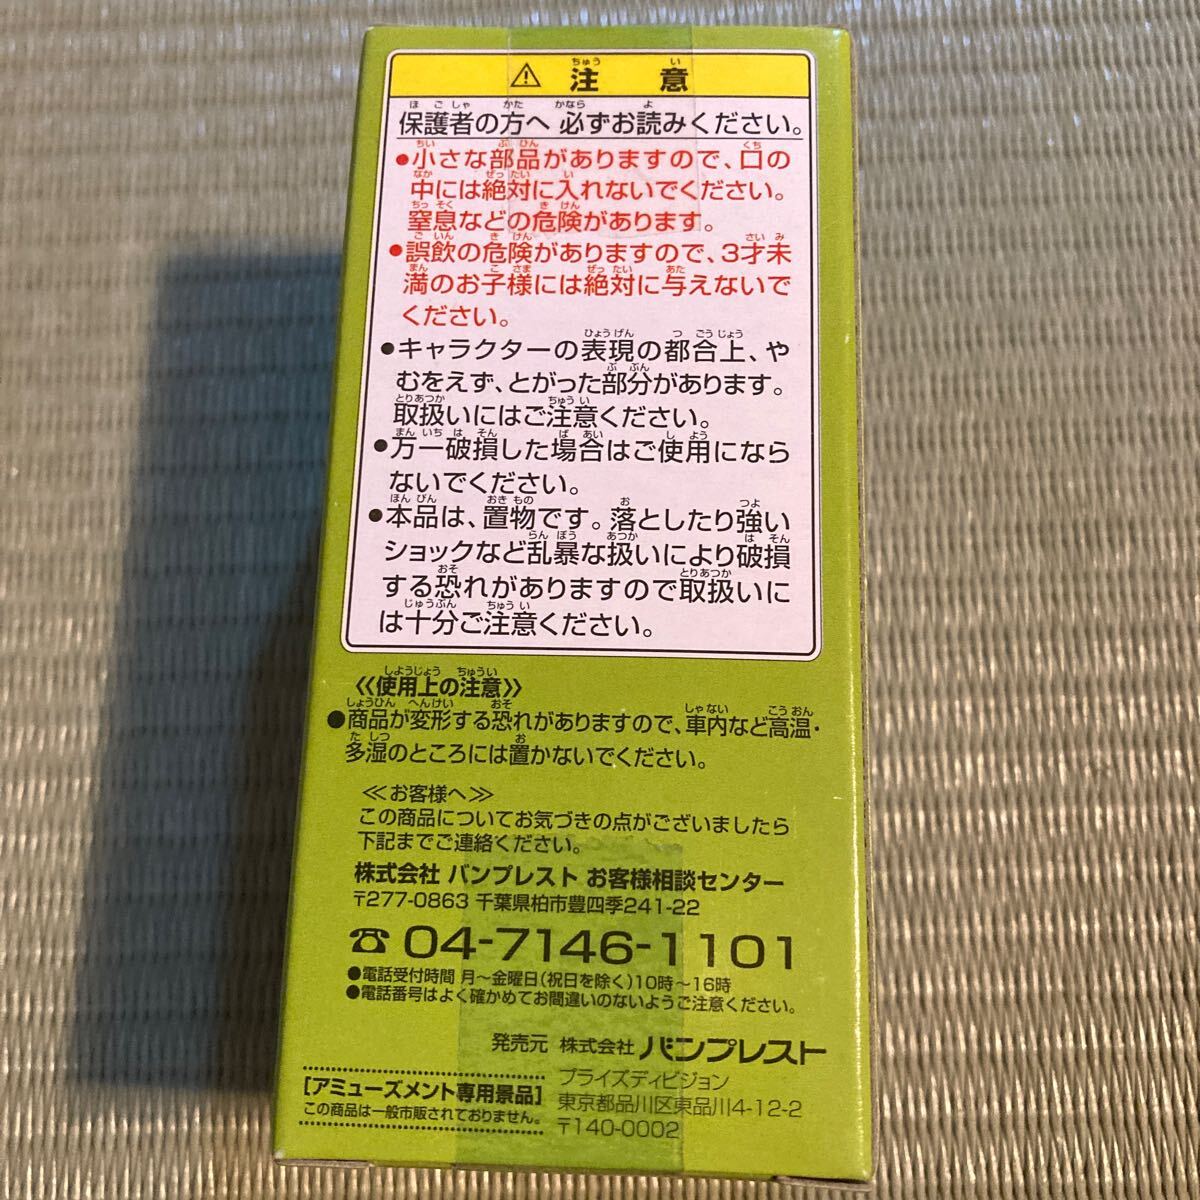 ⚠ 注意
保護者の方へ 必ずお読みください。
●小さな部品がありますので、口の
中には絶対に入れないでください。
窒息などの危険があります。
●誤飲の危険がありますので、3才未
満のお子様には絶対に与えないで
ください。
●キャラクターの表現の都合上、や
むをえず、とがった部分があります。
取扱いにはご注意ください。
●万一破損した場合はご使用になら
ないでください。
●本品は、置物です。落としたり強い
ショックなど乱暴な扱いにより破損
する恐れがありますので取扱いに
は十分ご注意ください。
≪使用上の注意≫
●商品が変形する恐れがありますので、車内など高温・
多湿のところには置かないでください。
≪お客様へ≫
この商品についてお気づきの点がございましたら
下記までご連絡ください。
株式会社 バンプレスト お客様相談センター
〒277-0863 千葉県柏市豊四季241-22
☎ 04-7146-1101
●電話受付時間 月〜金曜日(祝日を除く)10時〜16時
●電話番号はよく確かめてお間違いのないようご注意ください。
発売元 株式会社 バンプレスト
プライズディビジョン
東京都品川区東品川4-12-2
〒140-0002
[アミューズメント専用景品]
この商品は一般市販されておりません。